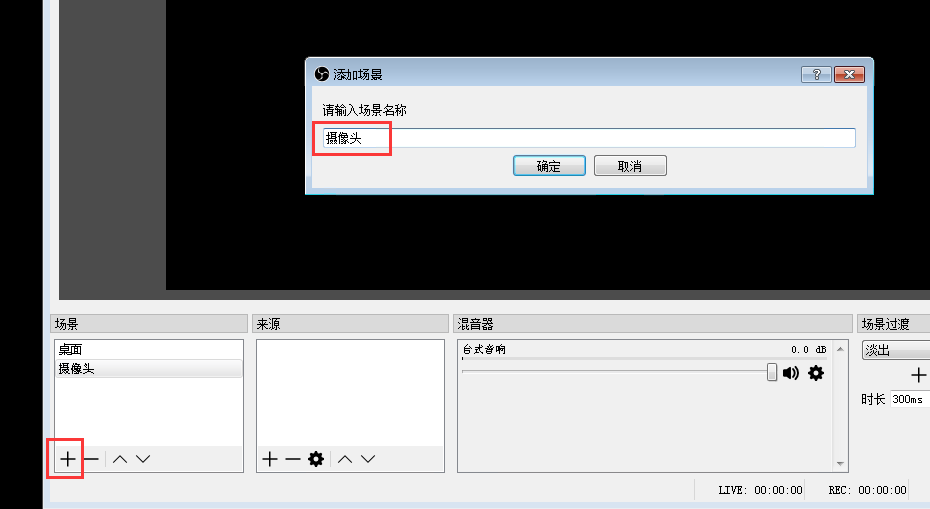 添加场景
请输入场景名称
摄像头
确定
取消
场景
来源
混音器
场景过渡
桌面
摄像头
台式音响
0.0 dB
淡出
时长
300ms
LIVE: 00:00:00
REC: 00:00:00